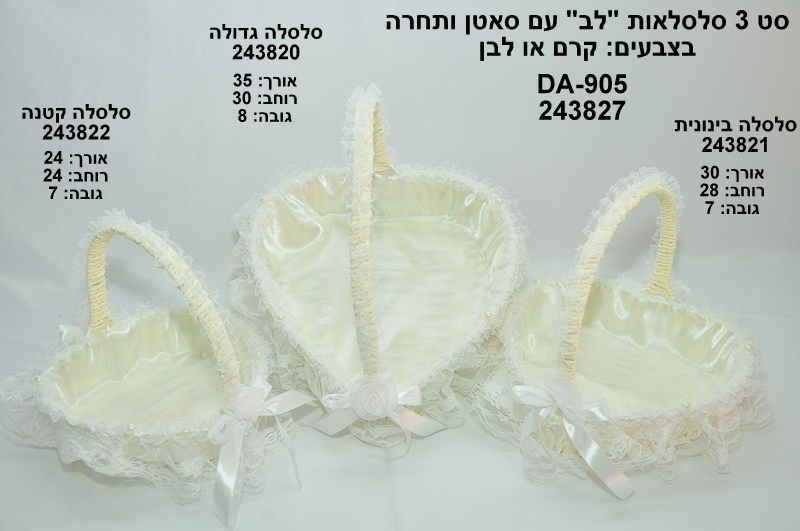 סט 3 סלסלאות "לב" עם סאטן ותחרה
בצבעים: קרם או לבן
DA-905
243827
סלסלה גדולה
243820
אורך: 35
רוחב: 30
גובה: 8
סלסלה בינונית
243821
אורך: 30
רוחב: 28
גובה: 7
סלסלה קטנה
243822
אורך: 24
רוחב: 24
גובה: 7